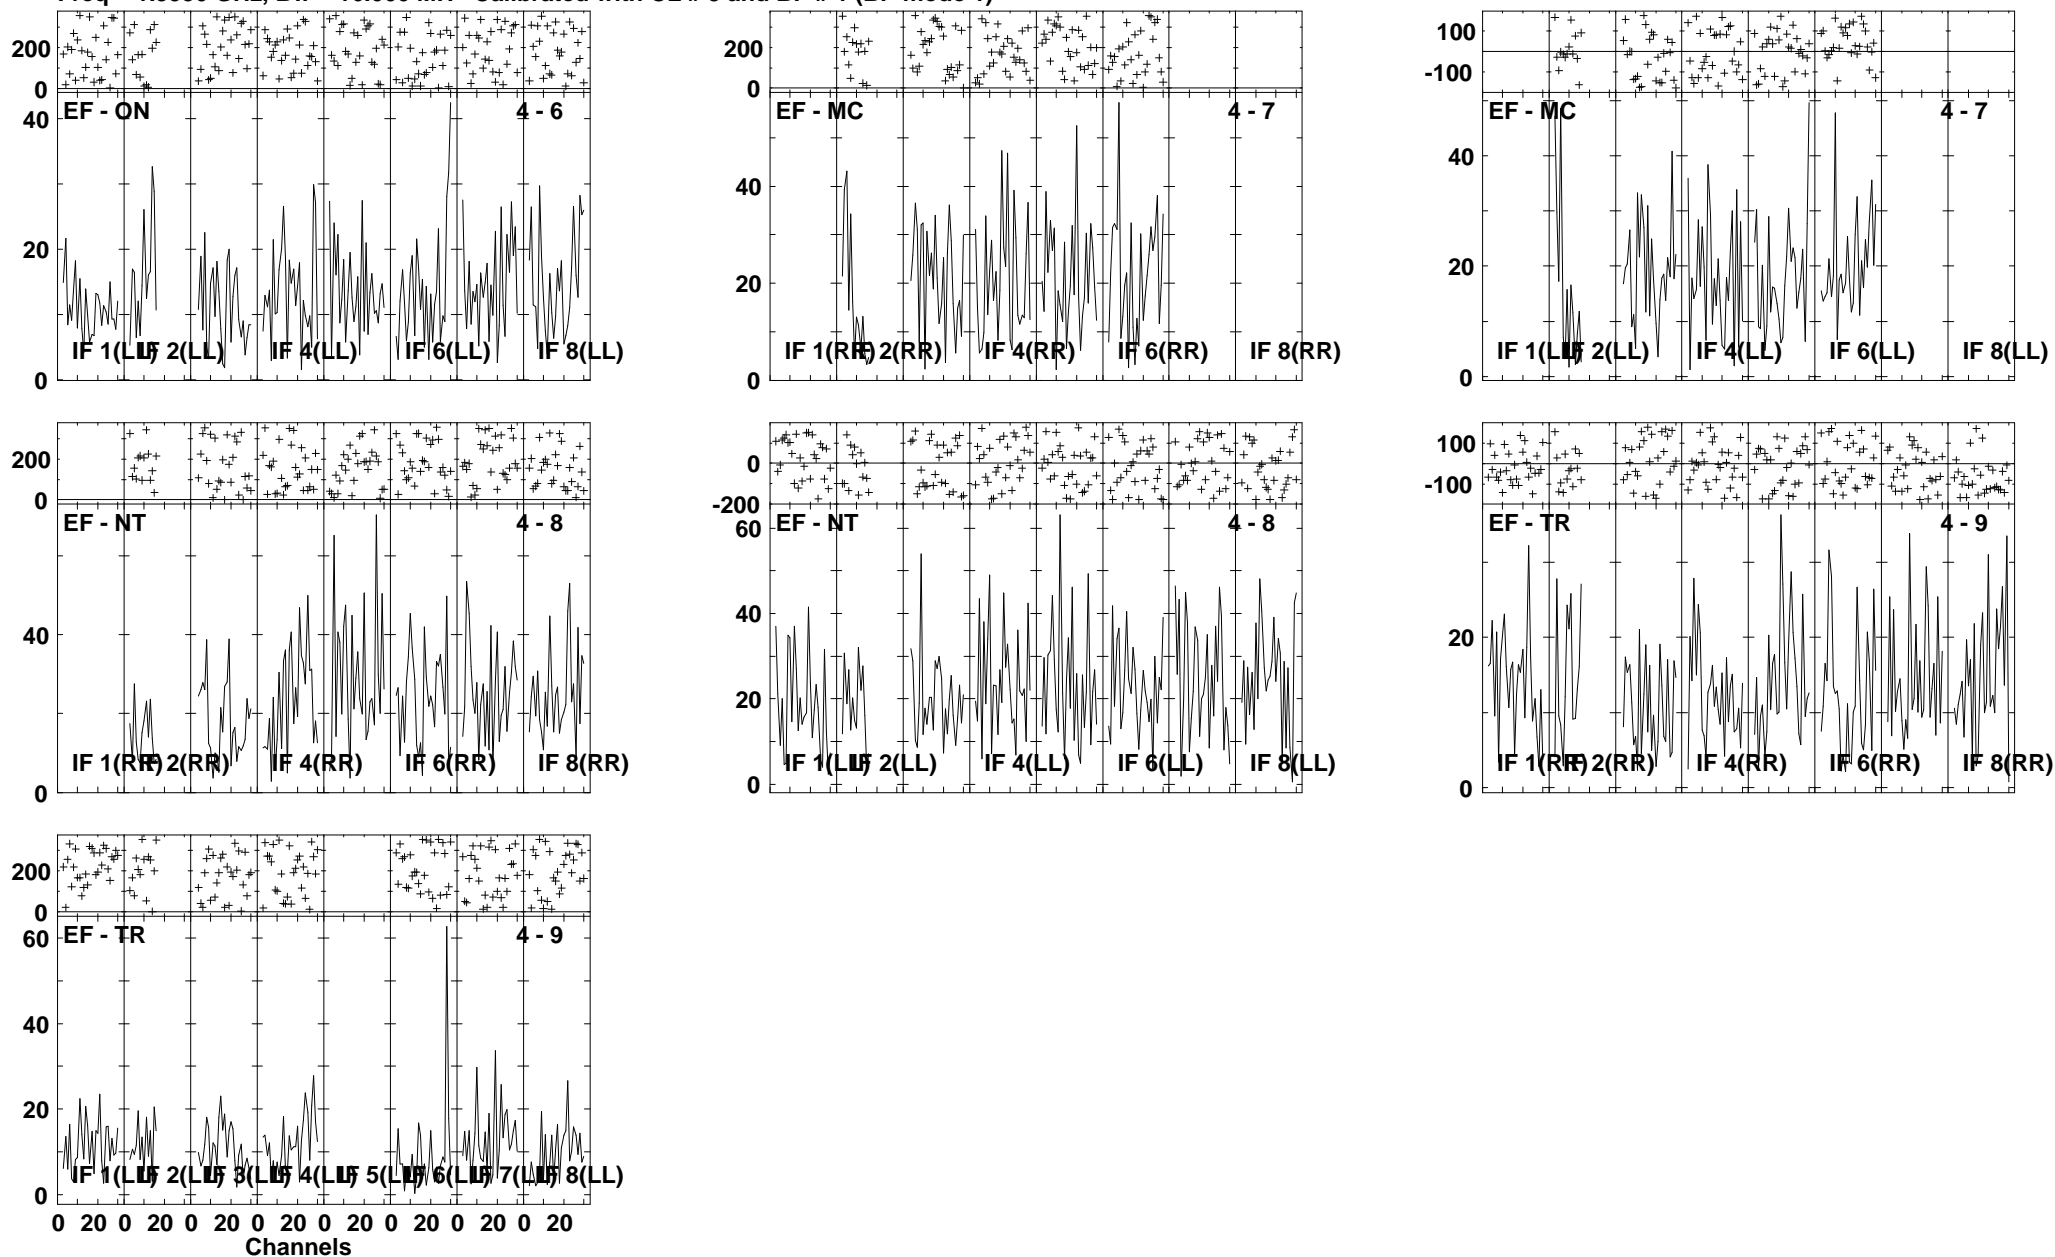 200
0
EF - ON
4 - 6
40
20
0
IF 1(LL) IF 2(LL) IF 4(LL) IF 6(LL) IF 8(LL)
200
0
EF - MC
4 - 7
40
20
0
IF 1(RR) IF 2(RR) IF 4(RR) IF 6(RR) IF 8(RR)
100
-100
EF - MC
4 - 7
40
20
0
IF 1(LL) IF 2(LL) IF 4(LL) IF 6(LL) IF 8(LL)
200
0
EF - NT
4 - 8
40
0
IF 1(RR) IF 2(RR) IF 4(RR) IF 6(RR) IF 8(RR)
0
-200
EF - NT
4 - 8
60
40
20
0
IF 1(LL) IF 2(LL) IF 4(LL) IF 6(LL) IF 8(LL)
100
-100
EF - TR
4 - 9
20
0
IF 1(RR) IF 2(RR) IF 4(RR) IF 6(RR) IF 8(RR)
200
0
EF - TR
4 - 9
60
40
20
0
IF 1(LL) IF 2(LL) IF 3(LL) IF 4(LL) IF 5(LL) IF 6(LL) IF 7(LL) IF 8(LL)
0 20 0 20 0 20 0 20 0 20 0 20 0 20 0 20
Channels